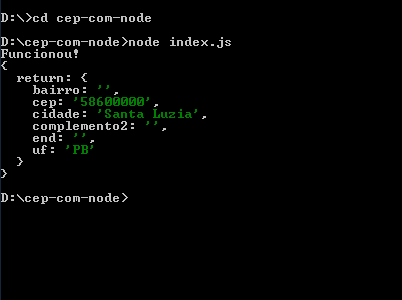 D:\>cd cep-com-node
D:\cep-com-node>node index.js
Funcionou!
{
  return: {
    bairro: '',
    cep: '58600000',
    cidade: 'Santa Luzia',
    complemento2: '',
    end: '',
    uf: 'PB'
  }
}
D:\cep-com-node>